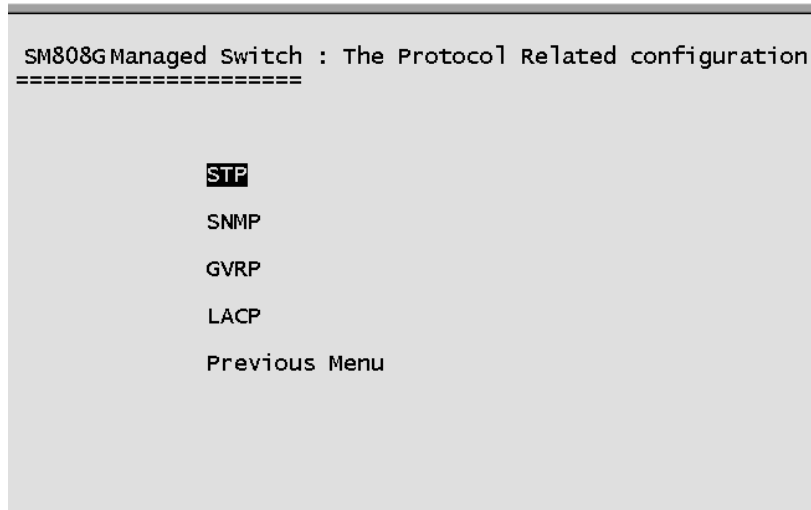 SM808G Managed Switch : The Protocol Related configuration
=====================
STP
SNMP
GVRP
LACP
Previous Menu